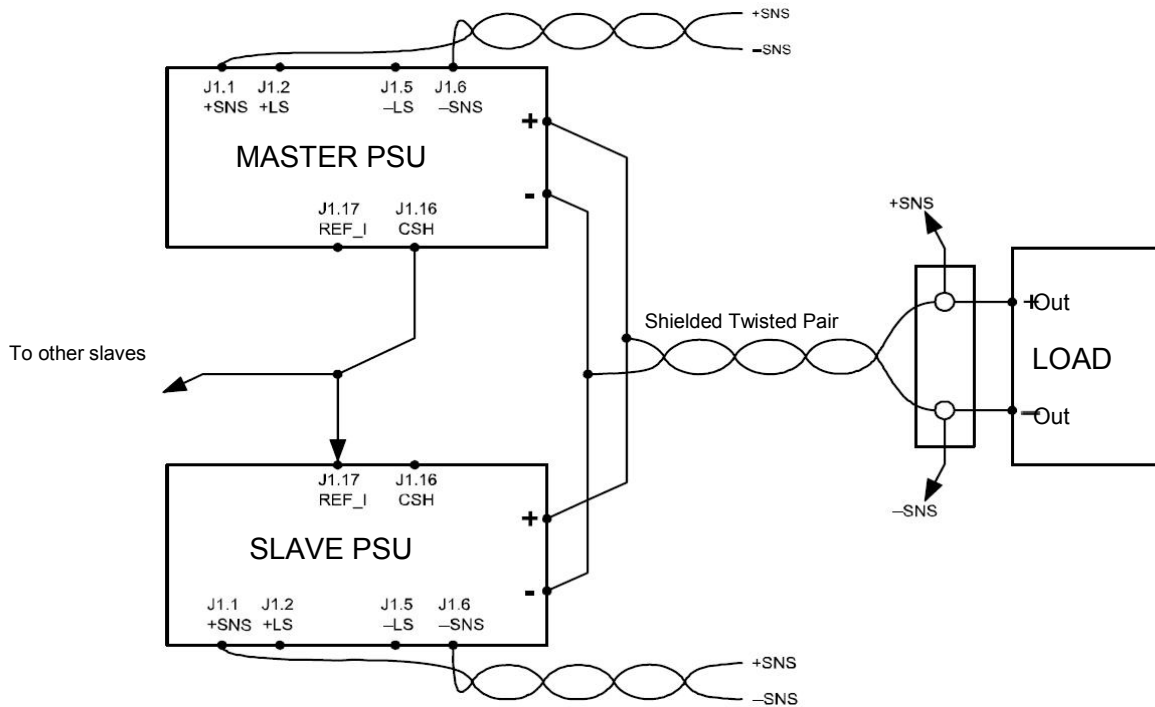 +SNS
–SNS
J1.1 J1.2 J1.5 J1.6
+SNS +LS –LS –SNS
+
MASTER PSU
-
J1.17 J1.16
REF_I CSH
+SNS
Shielded Twisted Pair
+Out
To other slaves
LOAD
–Out
J1.17 J1.16
REF_I CSH
–SNS
+
SLAVE PSU
-
J1.1 J1.2 J1.5 J1.6
+SNS +LS –LS –SNS
+SNS
–SNS